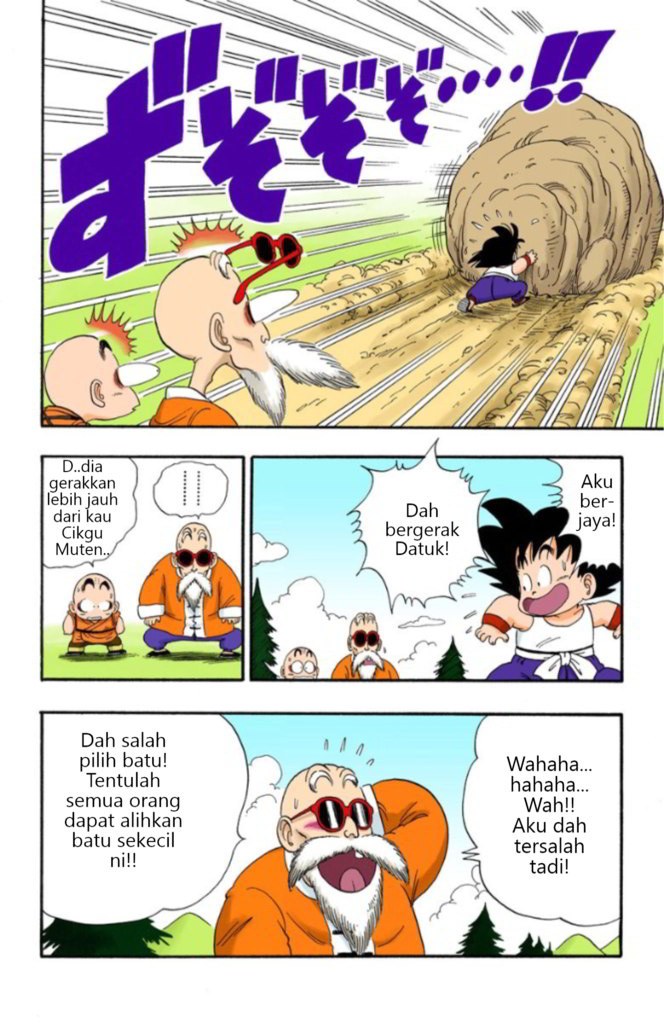 ずぞぞぞ‥‥!!
Aku
ber-
jaya!
Dah
bergerak
Datuk!
......
D..dia
gerakkan
lebih jauh
dari kau
Cikgu
Muten..
Wahaha...
hahaha...
Wah!!
Aku dah
tersalah
tadi!
Dah salah
pilih batu!
Tentulah
semua orang
dapat alihkan
batu sekecil
ni!!